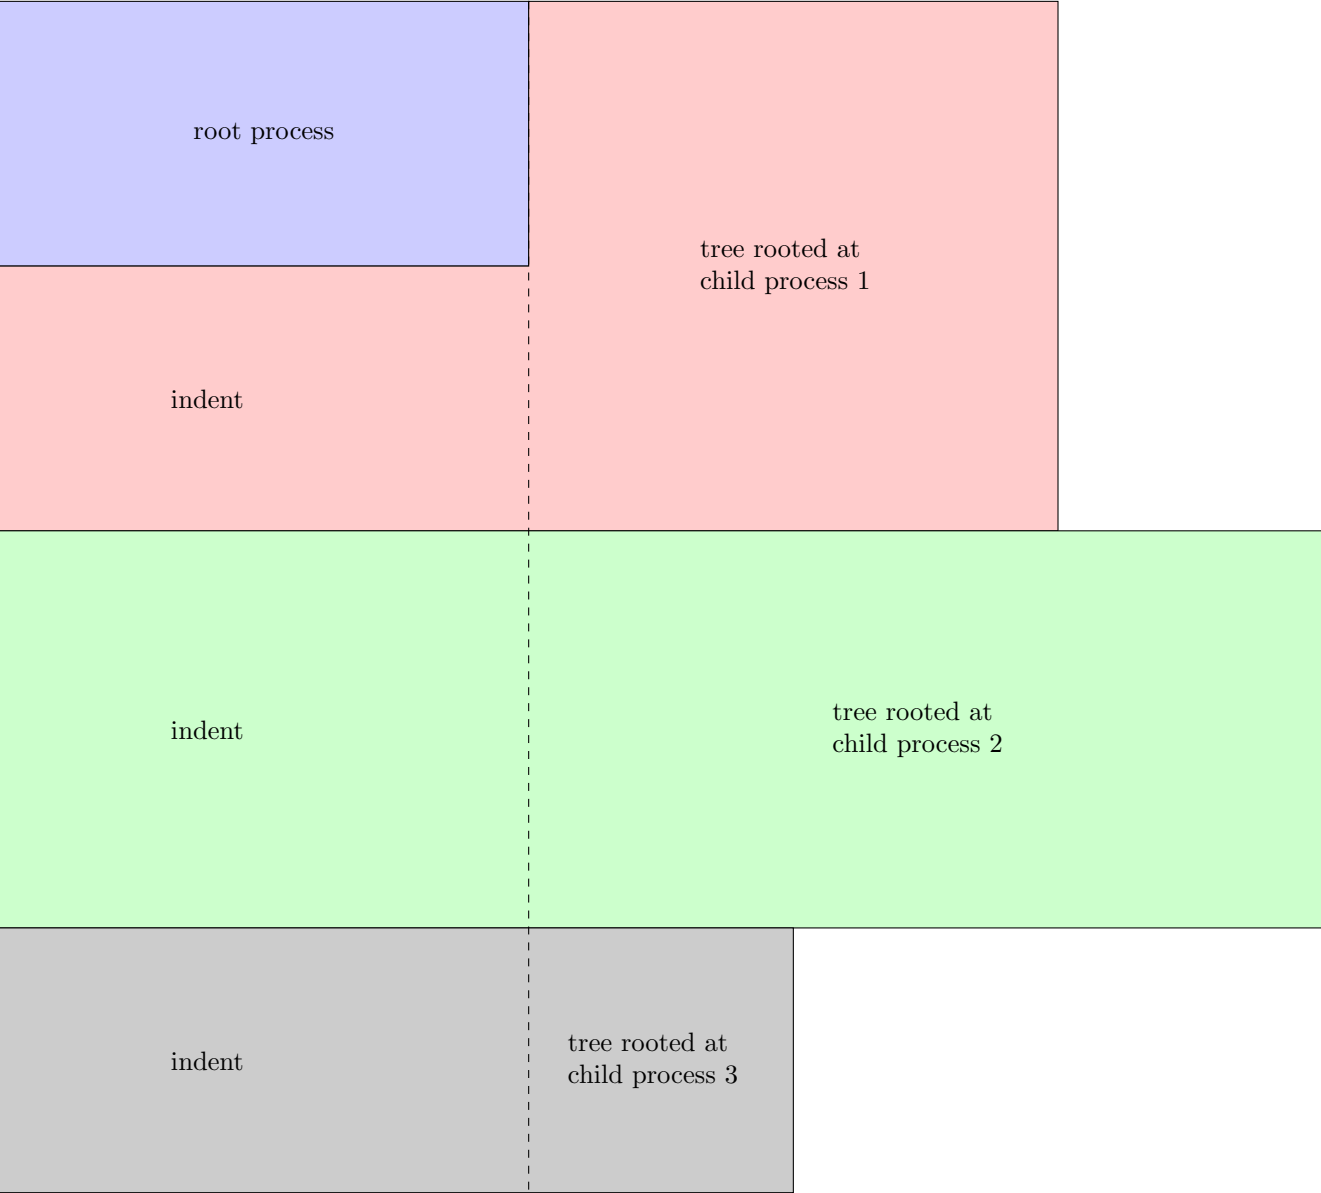 root process
tree rooted at
child process 1
indent
tree rooted at
child process 2
indent
tree rooted at
child process 3
indent